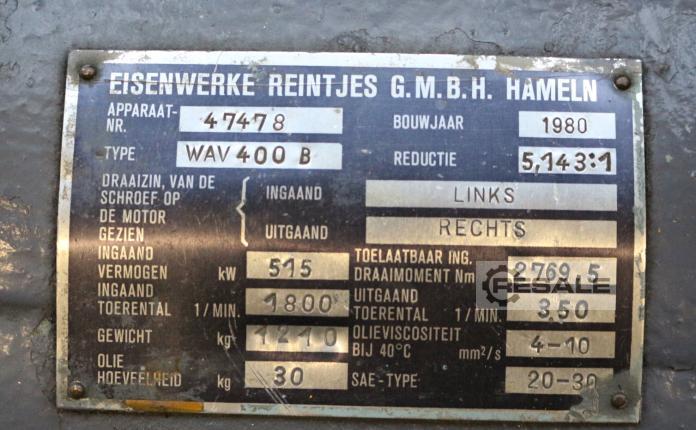 EISENWERKE REINTJES G.M.B.H. HAMELN
APPARAAT-NR. 47478 BOUWJAAR 1980
TYPE WAV 400 B REDUCTIE 5,143:1
DRAAIZIN, VAN DE SCHROEF OP DE MOTOR GEZIEN
INGAAND LINKS
UITGAAND RECHTS
INGAAND VERMOGEN kW 515 TOELAATBAAR ING. DRAAIMOMENT Nm 2769,5
INGAAND TOERENTAL 1/MIN. 1800 UITGAAND TOERENTAL 1/MIN. 350
GEWICHT kg 1210 OLIEVISCOSITEIT BIJ 40°C mm²/s 4-10
OLIE HOEVEELHEID kg 30 SAE-TYPE 20-30
RESALE